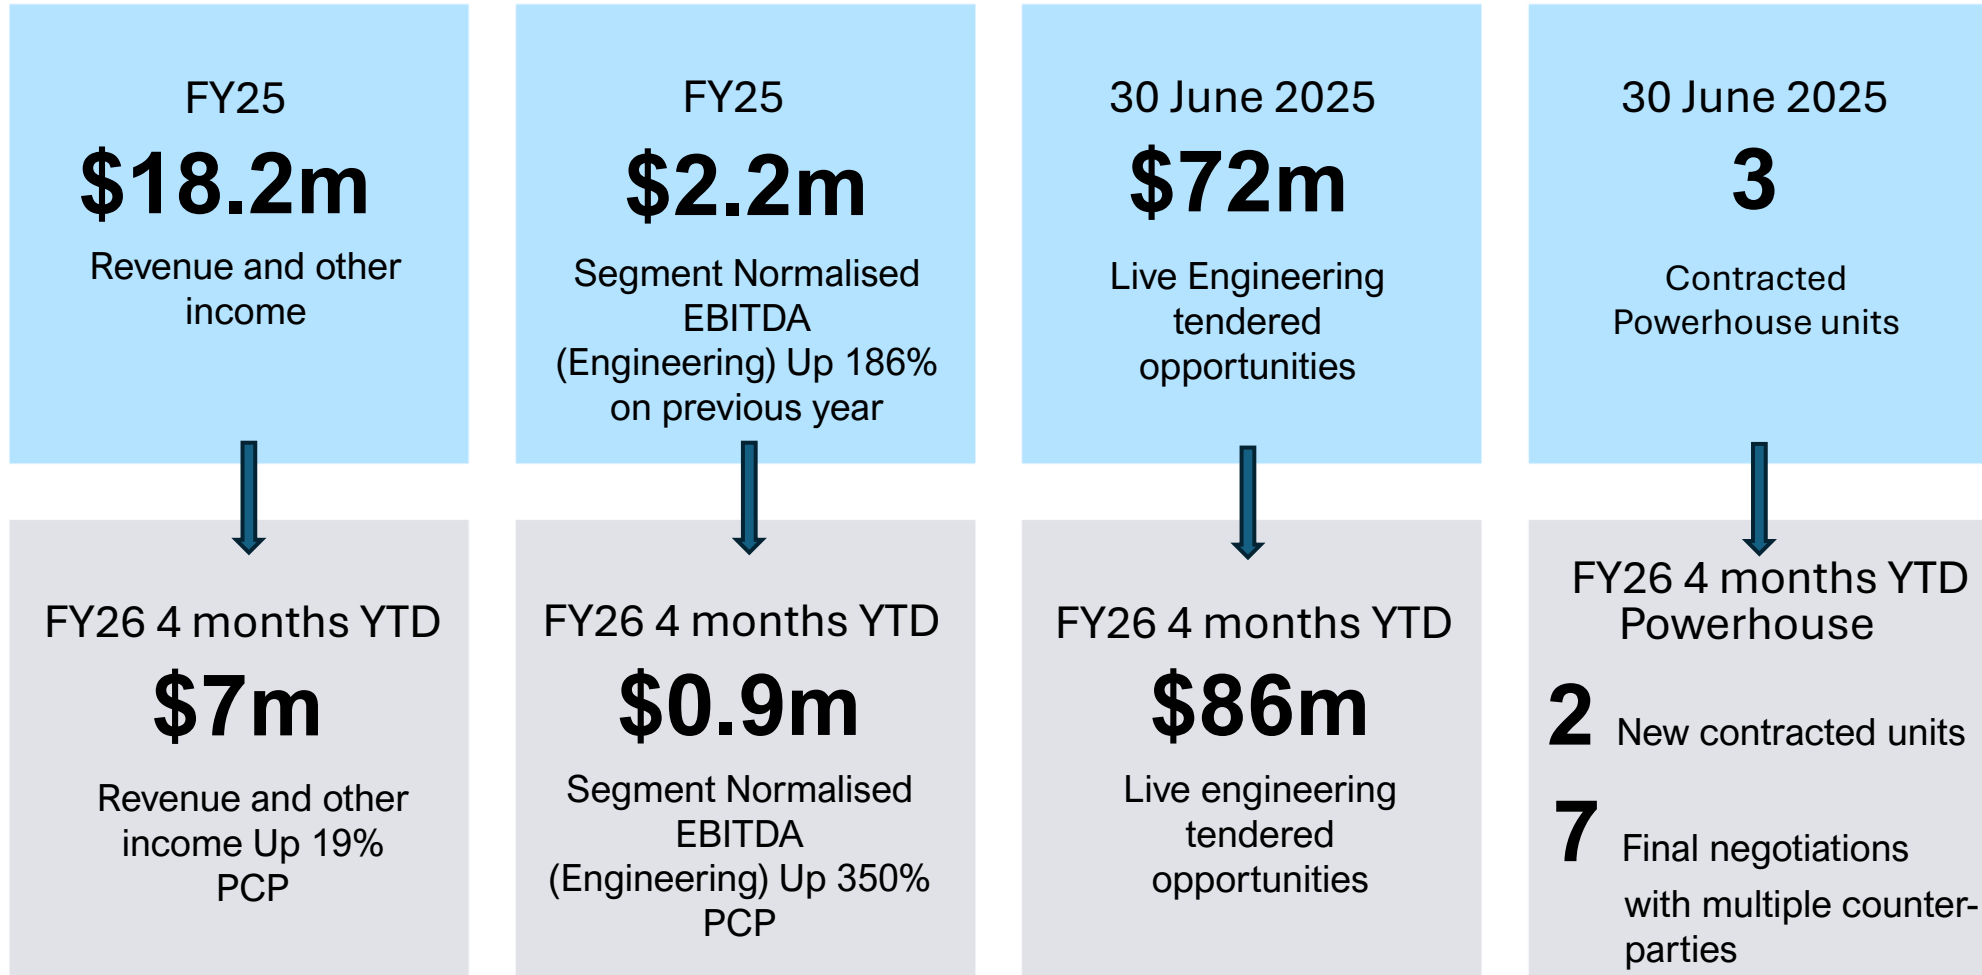 FY25
$18.2m
Revenue and other
income
FY25
$2.2m
Segment Normalised
EBITDA
(Engineering) Up 186%
on previous year
30 June 2025
$72m
Live Engineering
tendered
opportunities
30 June 2025
3
Contracted
Powerhouse units
FY26 4 months YTD
$7m
Revenue and other
income Up 19%
PCP
FY26 4 months YTD
$0.9m
Segment Normalised
EBITDA
(Engineering) Up 350%
PCP
FY26 4 months YTD
$86m
Live engineering
tendered
opportunities
FY26 4 months YTD
Powerhouse
2 New contracted units
7 Final negotiations
with multiple counter-
parties